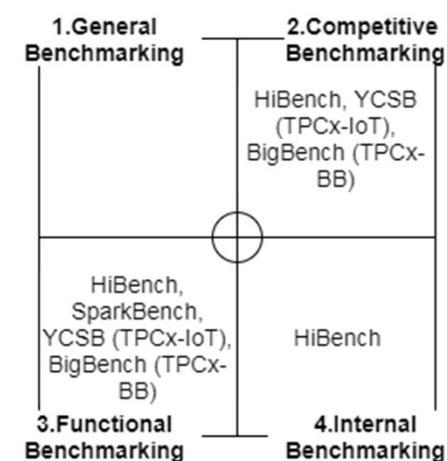 1.General
Benchmarking
2.Competitive
Benchmarking
HiBench, YCSB
(TPCx-IoT),
BigBench (TPCx-
BB)
HiBench,
SparkBench,
YCSB (TPCx-IoT),
BigBench (TPCx-
BB)
HiBench
3.Functional
Benchmarking
4.Internal
Benchmarking